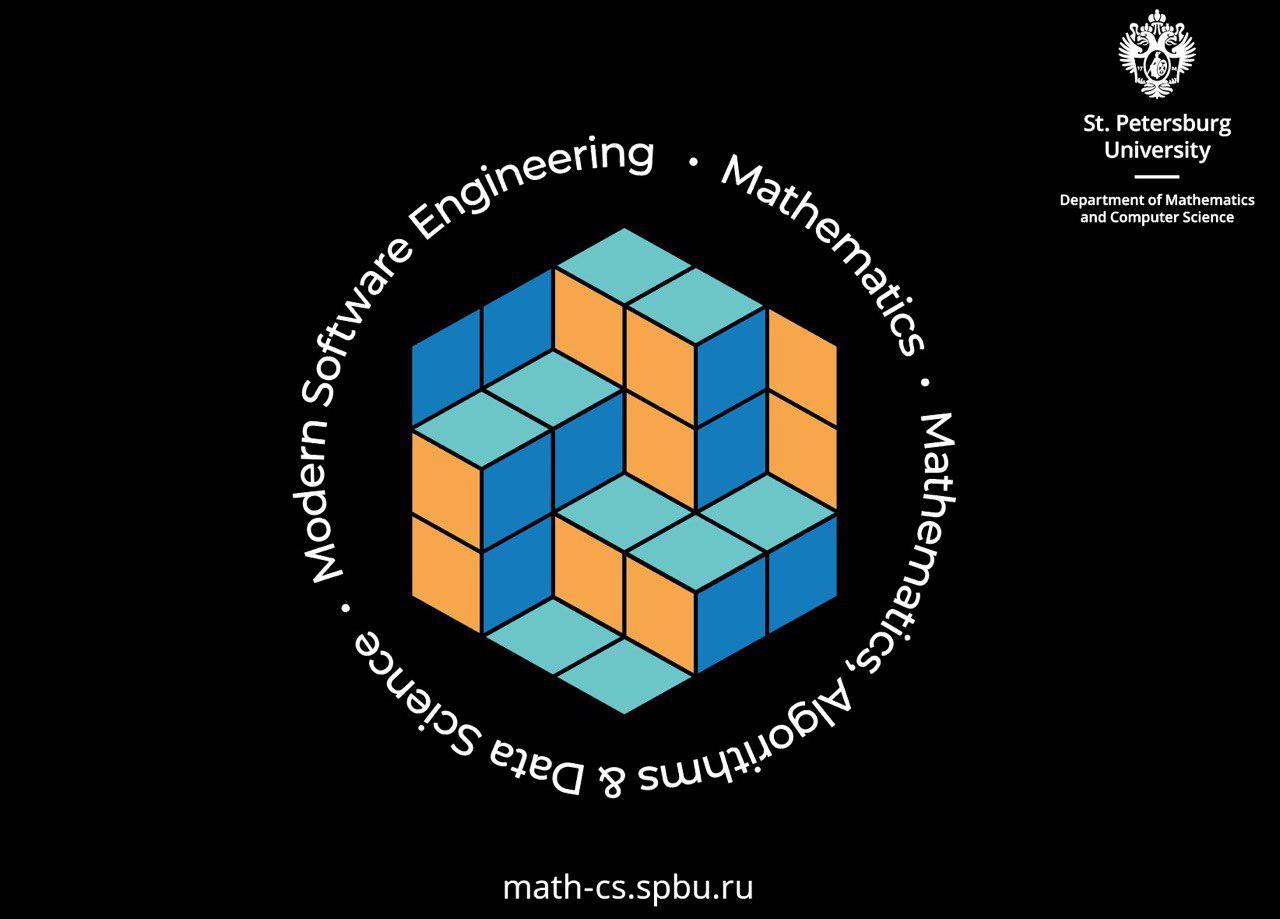 St. Petersburg
University
Department of Mathematics
and Computer Science
Modern Software Engineering · Mathematics · Mathematics, Algorithms & Data Science ·
math-cs.spbu.ru